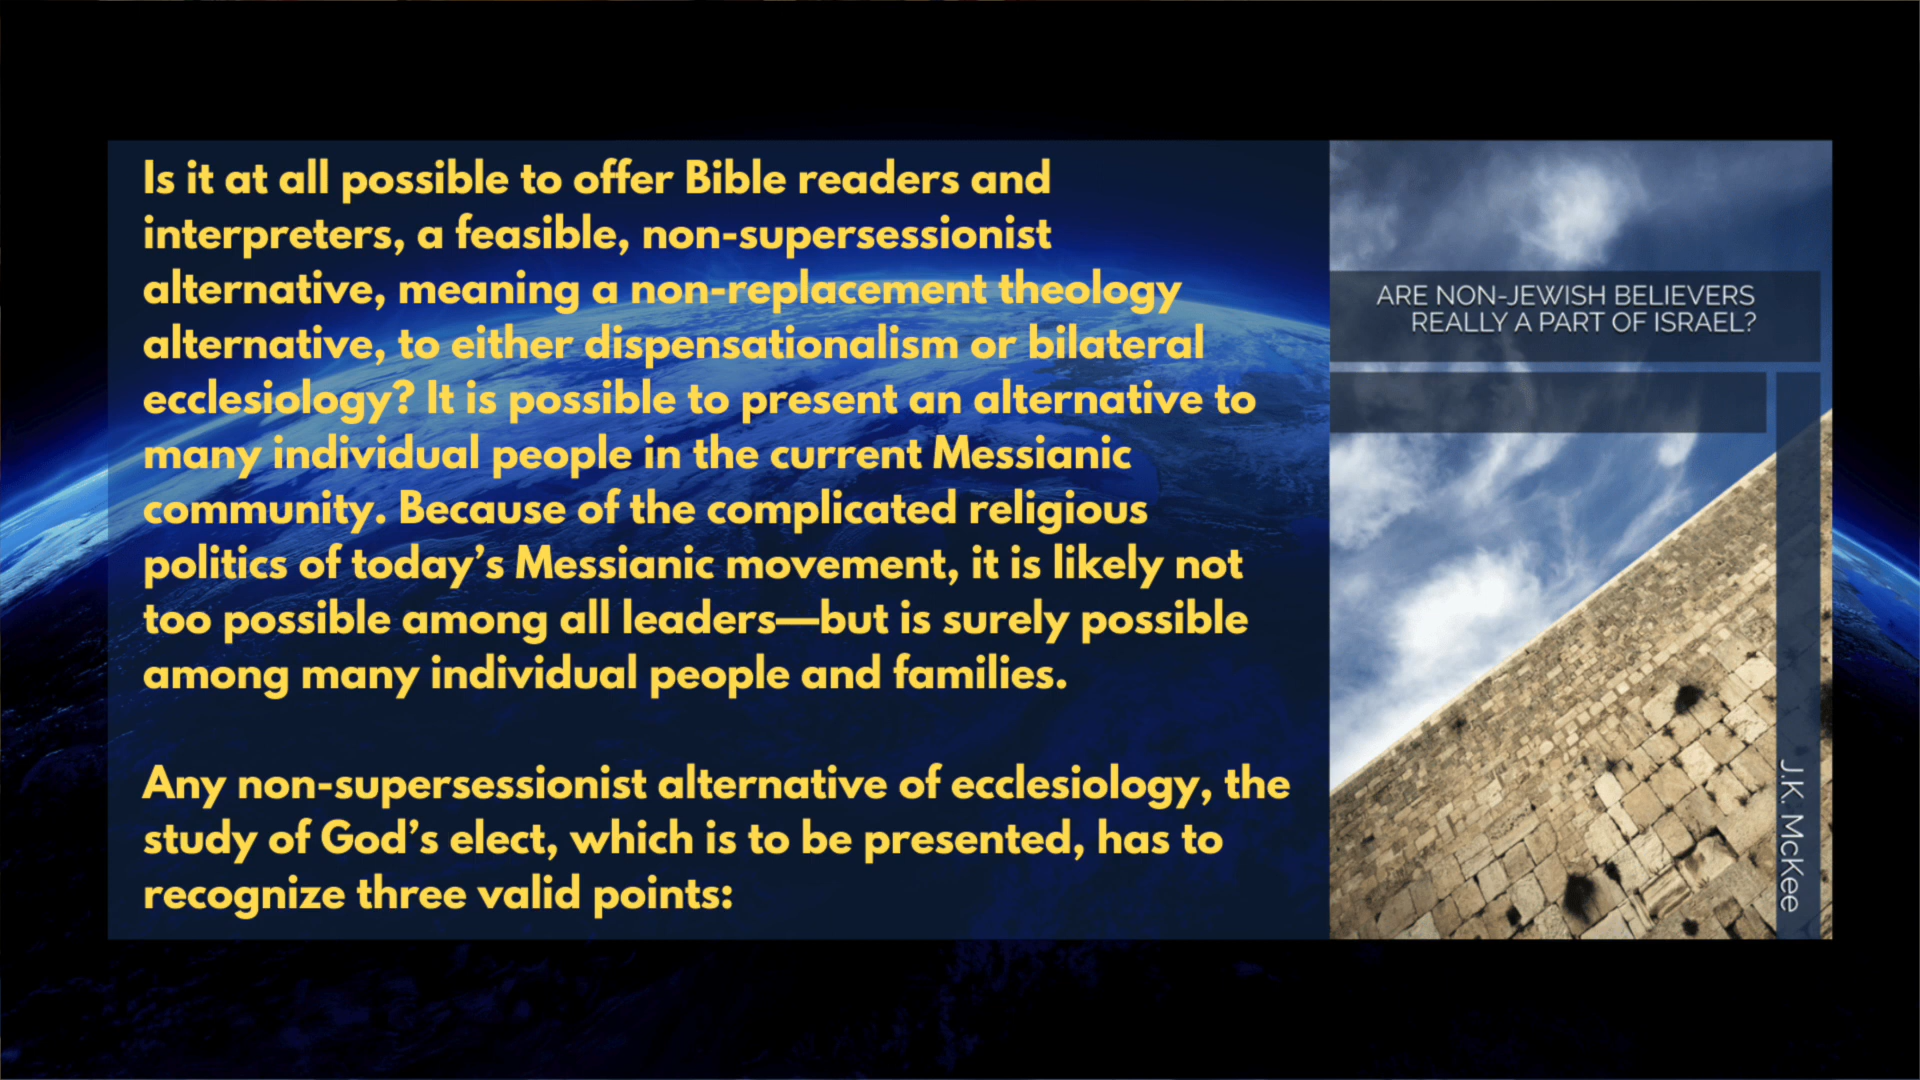 Is it at all possible to offer Bible readers and
interpreters, a feasible, non-supersessionist
alternative, meaning a non-replacement theology
alternative, to either dispensationalism or bilateral
ecclesiology? It is possible to present an alternative to
many individual people in the current Messianic
community. Because of the complicated religious
politics of today’s Messianic movement, it is likely not
too possible among all leaders—but is surely possible
among many individual people and families.
Any non-supersessionist alternative of ecclesiology, the
study of God’s elect, which is to be presented, has to
recognize three valid points:
ARE NON-JEWISH BELIEVERS
REALLY A PART OF ISRAEL?
J.K. McKee